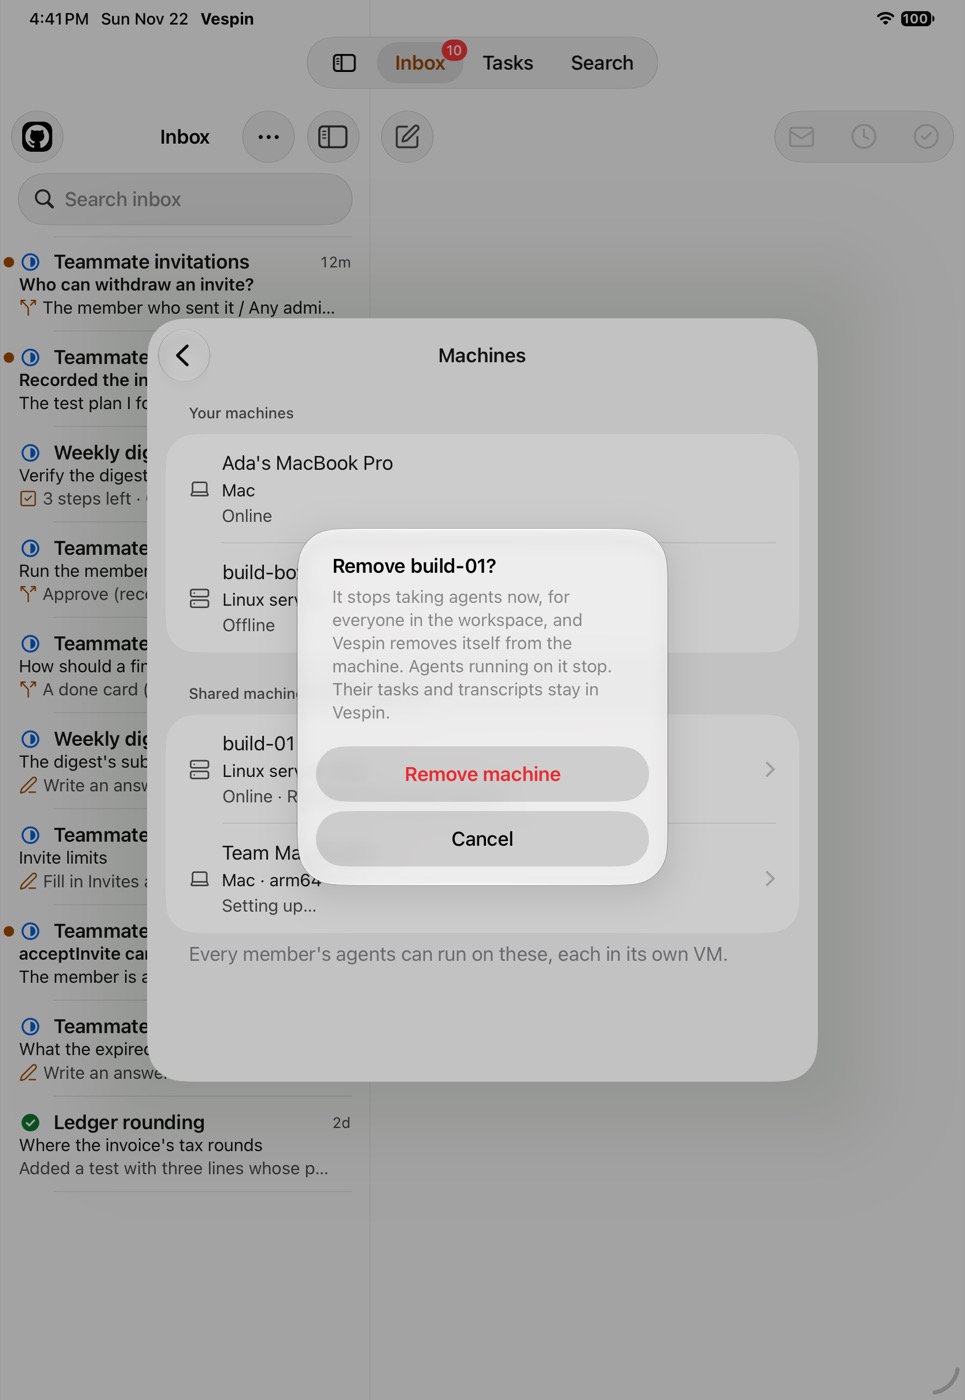 4:41 PM Sun Nov 22 Vespin
100
Inbox
10
Tasks
Search
Inbox
Search inbox
Teammate invitations
12m
Who can withdraw an invite?
The member who sent it / Any admi...
Teammate
Recorded the in
The test plan I fo
Weekly dig
Verify the digest
3 steps left ·
Teammate
Run the member
Approve (rec
Teammate
How should a fin
A done card (
Weekly dig
The digest's sub
Write an answ
Teammate
Invite limits
Fill in Invites
Teammate
acceptInvite ca
The member is a
Teammate
What the expired
Write an answe
Ledger rounding
2d
Where the invoice's tax rounds
Added a test with three lines whose p...
Machines
Your machines
Ada's MacBook Pro
Mac
Online
build-bo
Linux serv
Offline
Shared machin
build-01
Linux serv
Online · R
Team Ma
Mac · arm64
Setting up...
Every member's agents can run on these, each in its own VM.
Remove build-01?
It stops taking agents now, for
everyone in the workspace, and
Vespin removes itself from the
machine. Agents running on it stop.
Their tasks and transcripts stay in
Vespin.
Remove machine
Cancel